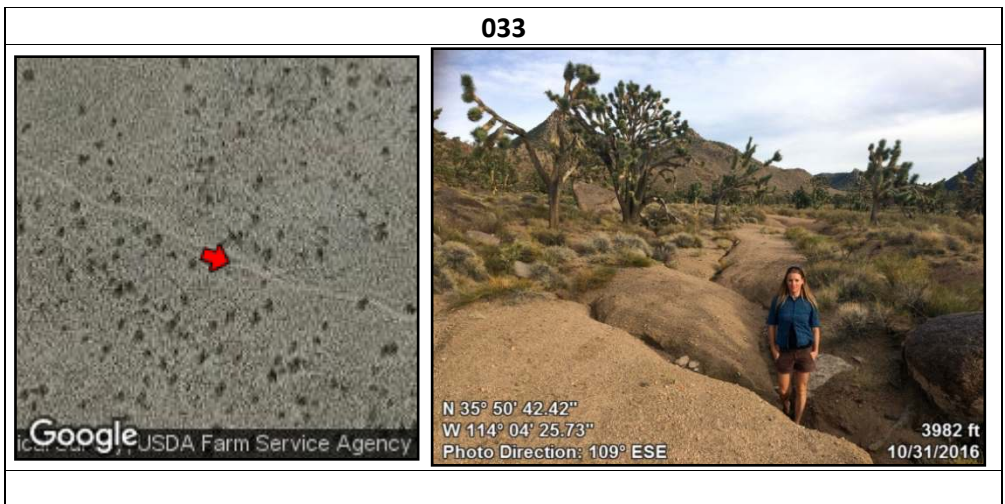 033
Google USDA Farm Service Agency
N 35° 50' 42.42"
W 114° 04' 25.73"
Photo Direction: 109° ESE
3982 ft
10/31/2016